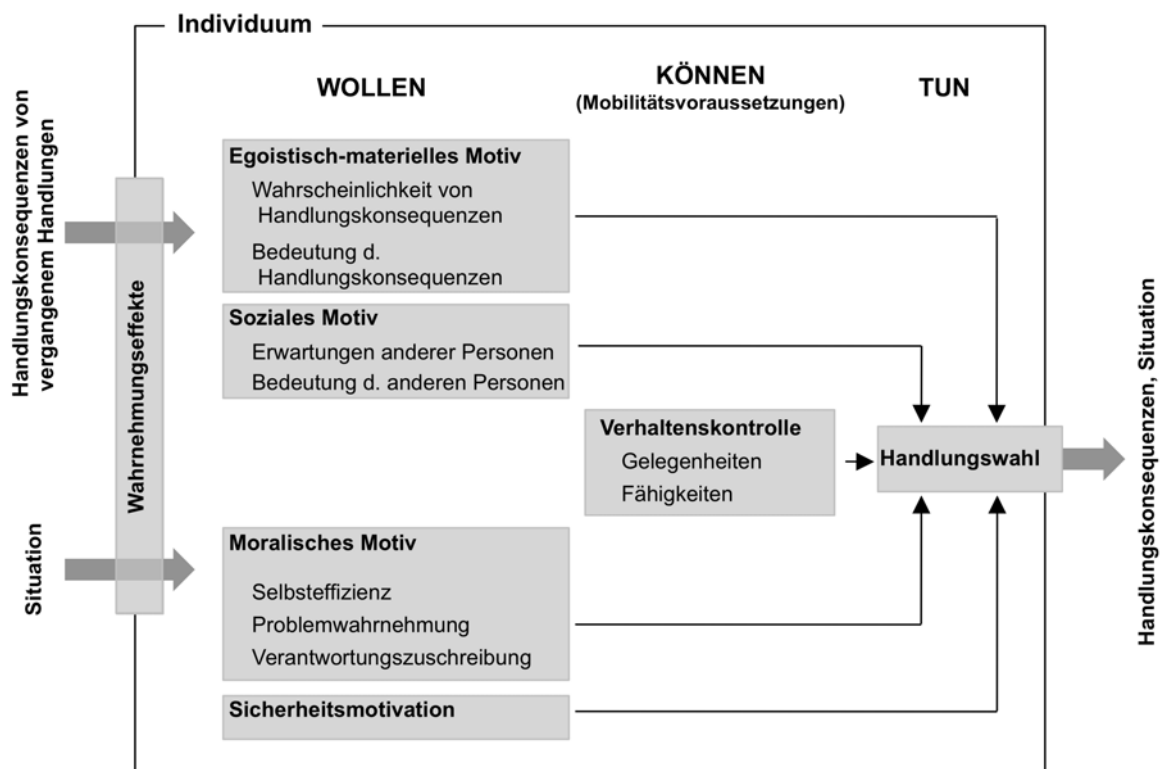 Individuum
WOLLEN
KÖNNEN
(Mobilitätsvoraussetzungen)
TUN
Handlungskonsequenzen von
vergangenem Handlungen
Situation
Wahrnehmungseffekte
Egoistisch-materielles Motiv
Wahrscheinlichkeit von
Handlungskonsequenzen
Bedeutung d.
Handlungskonsequenzen
Soziales Motiv
Erwartungen anderer Personen
Bedeutung d. anderen Personen
Moralisches Motiv
Selbsteffizienz
Problemwahrnehmung
Verantwortungszuschreibung
Sicherheitsmotivation
Verhaltenskontrolle
Gelegenheiten
Fähigkeiten
Handlungswahl
Handlungskonsequenzen, Situation